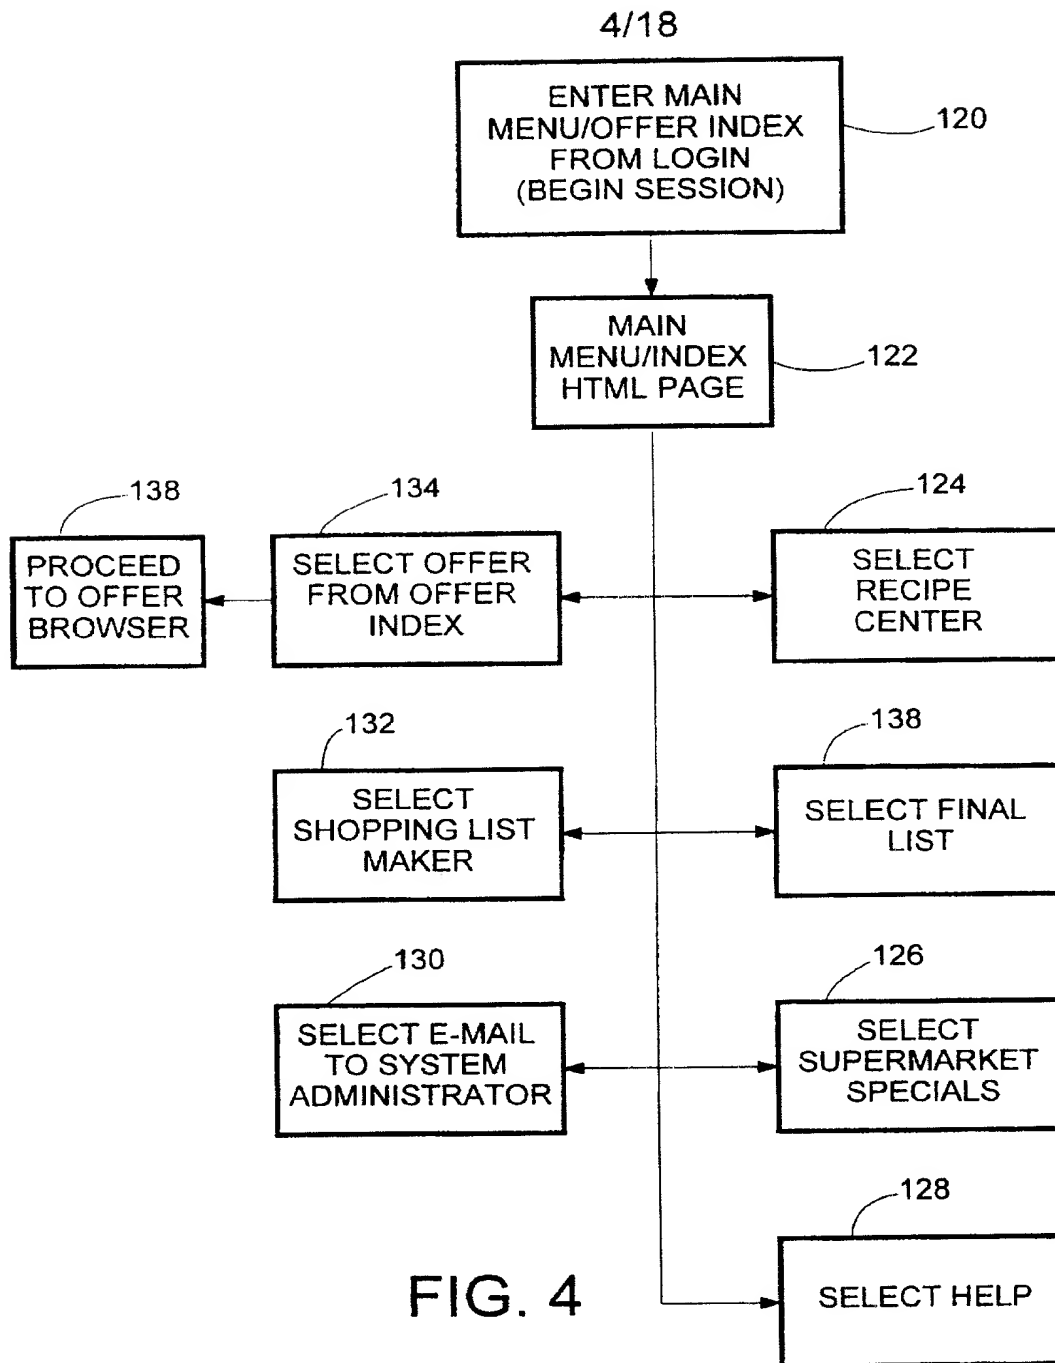 4/18
ENTER MAIN
MENU/OFFER INDEX
FROM LOGIN
(BEGIN SESSION)
120
MAIN
MENU/INDEX
HTML PAGE
122
138
PROCEED
TO OFFER
BROWSER
134
SELECT OFFER
FROM OFFER
INDEX
124
SELECT
RECIPE
CENTER
132
SELECT
SHOPPING LIST
MAKER
138
SELECT FINAL
LIST
130
SELECT E-MAIL
TO SYSTEM
ADMINISTRATOR
126
SELECT
SUPERMARKET
SPECIALS
128
SELECT HELP
FIG. 4